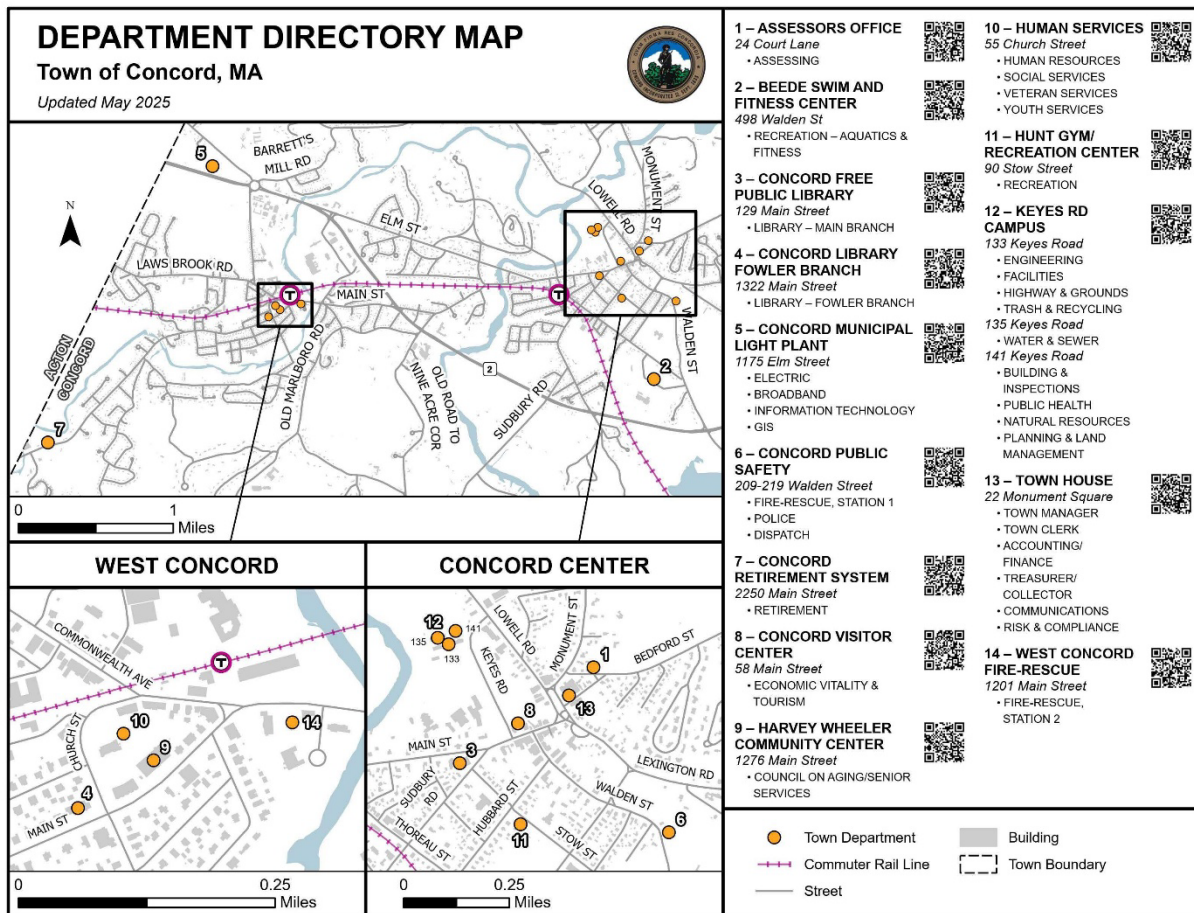 DEPARTMENT DIRECTORY MAP
Town of Concord, MA
Updated May 2025
5
BARRETT'S
MILL RD
MONUMENT ST
LOWELL RD
N
ELM ST
LAWS BROOK RD
T
MAIN ST
T
WALDEN ST
ACTON
CONCORD
OLD MARLBORO RD
OLD ROAD TO
NINE ACRE COR
2
SUDBURY RD
2
7
0 1
Miles
WEST CONCORD
COMMONWEALTH AVE
T
CHURCH ST
10
14
9
4
MAIN ST
0 0.25
Miles
CONCORD CENTER
12
141
135
133
LOWELL RD
MONUMENT ST
1
BEDFORD ST
KEYES RD
13
8
MAIN ST
3
LEXINGTON RD
SUDBURY
RD
HUBBARD ST
WALDEN ST
6
THOREAU ST
11
STOW ST
0 0.25
Miles
1 – ASSESSORS OFFICE
24 Court Lane
• ASSESSING
2 – BEEDE SWIM AND
FITNESS CENTER
498 Walden St
• RECREATION – AQUATICS &
FITNESS
3 – CONCORD FREE
PUBLIC LIBRARY
129 Main Street
• LIBRARY – MAIN BRANCH
4 – CONCORD LIBRARY
FOWLER BRANCH
1322 Main Street
• LIBRARY – FOWLER BRANCH
5 – CONCORD MUNICIPAL
LIGHT PLANT
1175 Elm Street
• ELECTRIC
• BROADBAND
• INFORMATION TECHNOLOGY
• GIS
6 – CONCORD PUBLIC
SAFETY
209-219 Walden Street
• FIRE-RESCUE, STATION 1
• POLICE
• DISPATCH
7 – CONCORD
RETIREMENT SYSTEM
2250 Main Street
• RETIREMENT
8 – CONCORD VISITOR
CENTER
58 Main Street
• ECONOMIC VITALITY &
TOURISM
9 – HARVEY WHEELER
COMMUNITY CENTER
1276 Main Street
• COUNCIL ON AGING/SENIOR
SERVICES
10 – HUMAN SERVICES
55 Church Street
• HUMAN RESOURCES
• SOCIAL SERVICES
• VETERAN SERVICES
• YOUTH SERVICES
11 – HUNT GYM/
RECREATION CENTER
90 Stow Street
• RECREATION
12 – KEYES RD
CAMPUS
133 Keyes Road
• ENGINEERING
• FACILITIES
• HIGHWAY & GROUNDS
• TRASH & RECYCLING
135 Keyes Road
• WATER & SEWER
141 Keyes Road
• BUILDING &
INSPECTIONS
• PUBLIC HEALTH
• NATURAL RESOURCES
• PLANNING & LAND
MANAGEMENT
13 – TOWN HOUSE
22 Monument Square
• TOWN MANAGER
• TOWN CLERK
• ACCOUNTING/
FINANCE
• TREASURER/
COLLECTOR
• COMMUNICATIONS
• RISK & COMPLIANCE
14 – WEST CONCORD
FIRE-RESCUE
1201 Main Street
• FIRE-RESCUE,
STATION 2
Town Department
Building
Commuter Rail Line
Town Boundary
Street